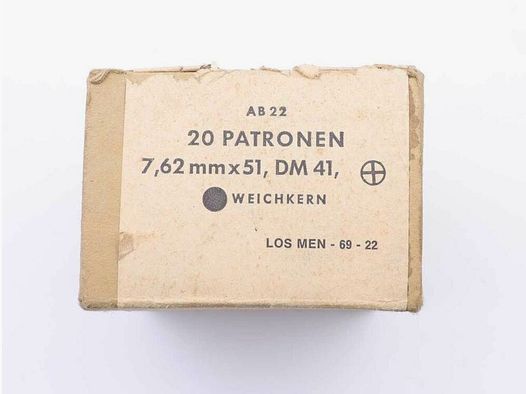 AB 22
20 PATRONEN
7,62 mm x 51, DM 41,
WEICHKERN
LOS MEN - 69 - 22